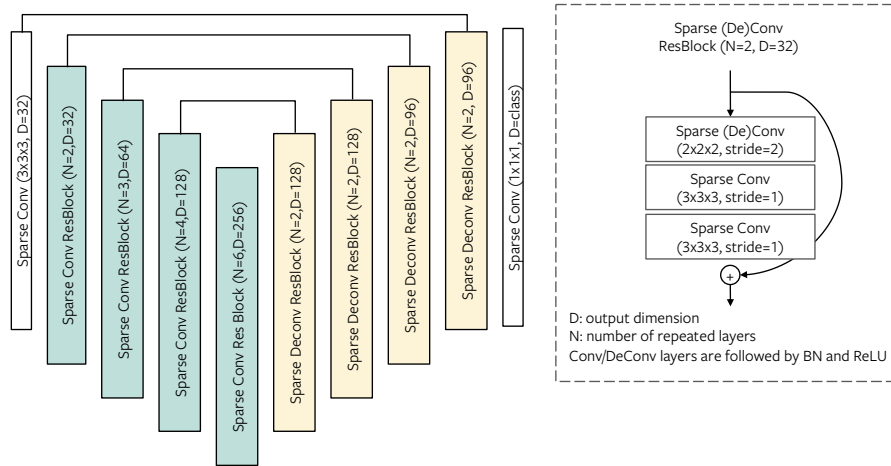 Sparse Conv (3x3x3, D=32)
Sparse Conv ResBlock (N=2,D=32)
Sparse Conv ResBlock (N=3,D=64)
Sparse Conv ResBlock (N=4,D=128)
Sparse Conv Res Block (N=6,D=256)
Sparse Deconv ResBlock (N=2,D=128)
Sparse Deconv ResBlock (N=2,D=128)
Sparse Deconv ResBlock (N=2,D=96)
Sparse Deconv ResBlock (N=2, D=96)
Sparse Conv (1x1x1, D=class)
Sparse (De)Conv
ResBlock (N=2, D=32)
Sparse (De)Conv
(2x2x2, stride=2)
Sparse Conv
(3x3x3, stride=1)
Sparse Conv
(3x3x3, stride=1)
+
D: output dimension
N: number of repeated layers
Conv/DeConv layers are followed by BN and ReLU